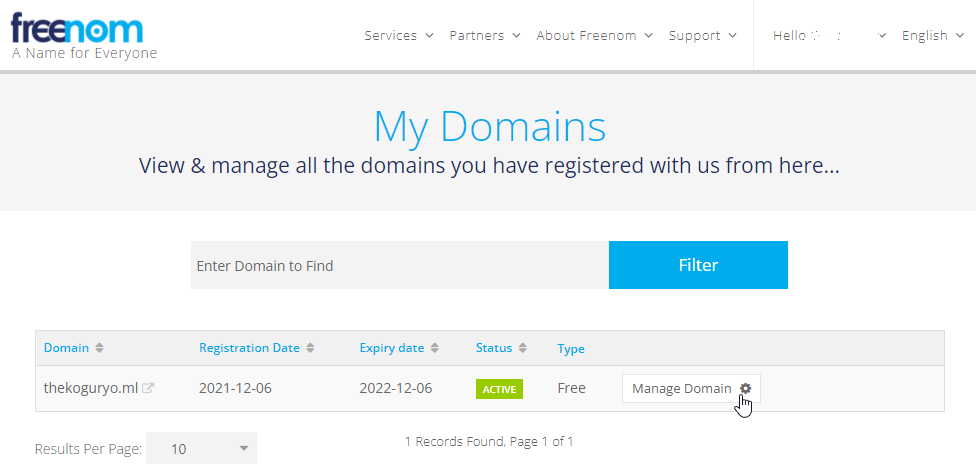 freenom
A Name for Everyone
Services Partners About Freenom Support Hello English
My Domains
View & manage all the domains you have registered with us from here...
Enter Domain to Find Filter
Domain Registration Date Expiry date Status Type
thekoguryo.ml 2021-12-06 2022-12-06 ACTIVE Free Manage Domain
Results Per Page: 10 1 Records Found, Page 1 of 1